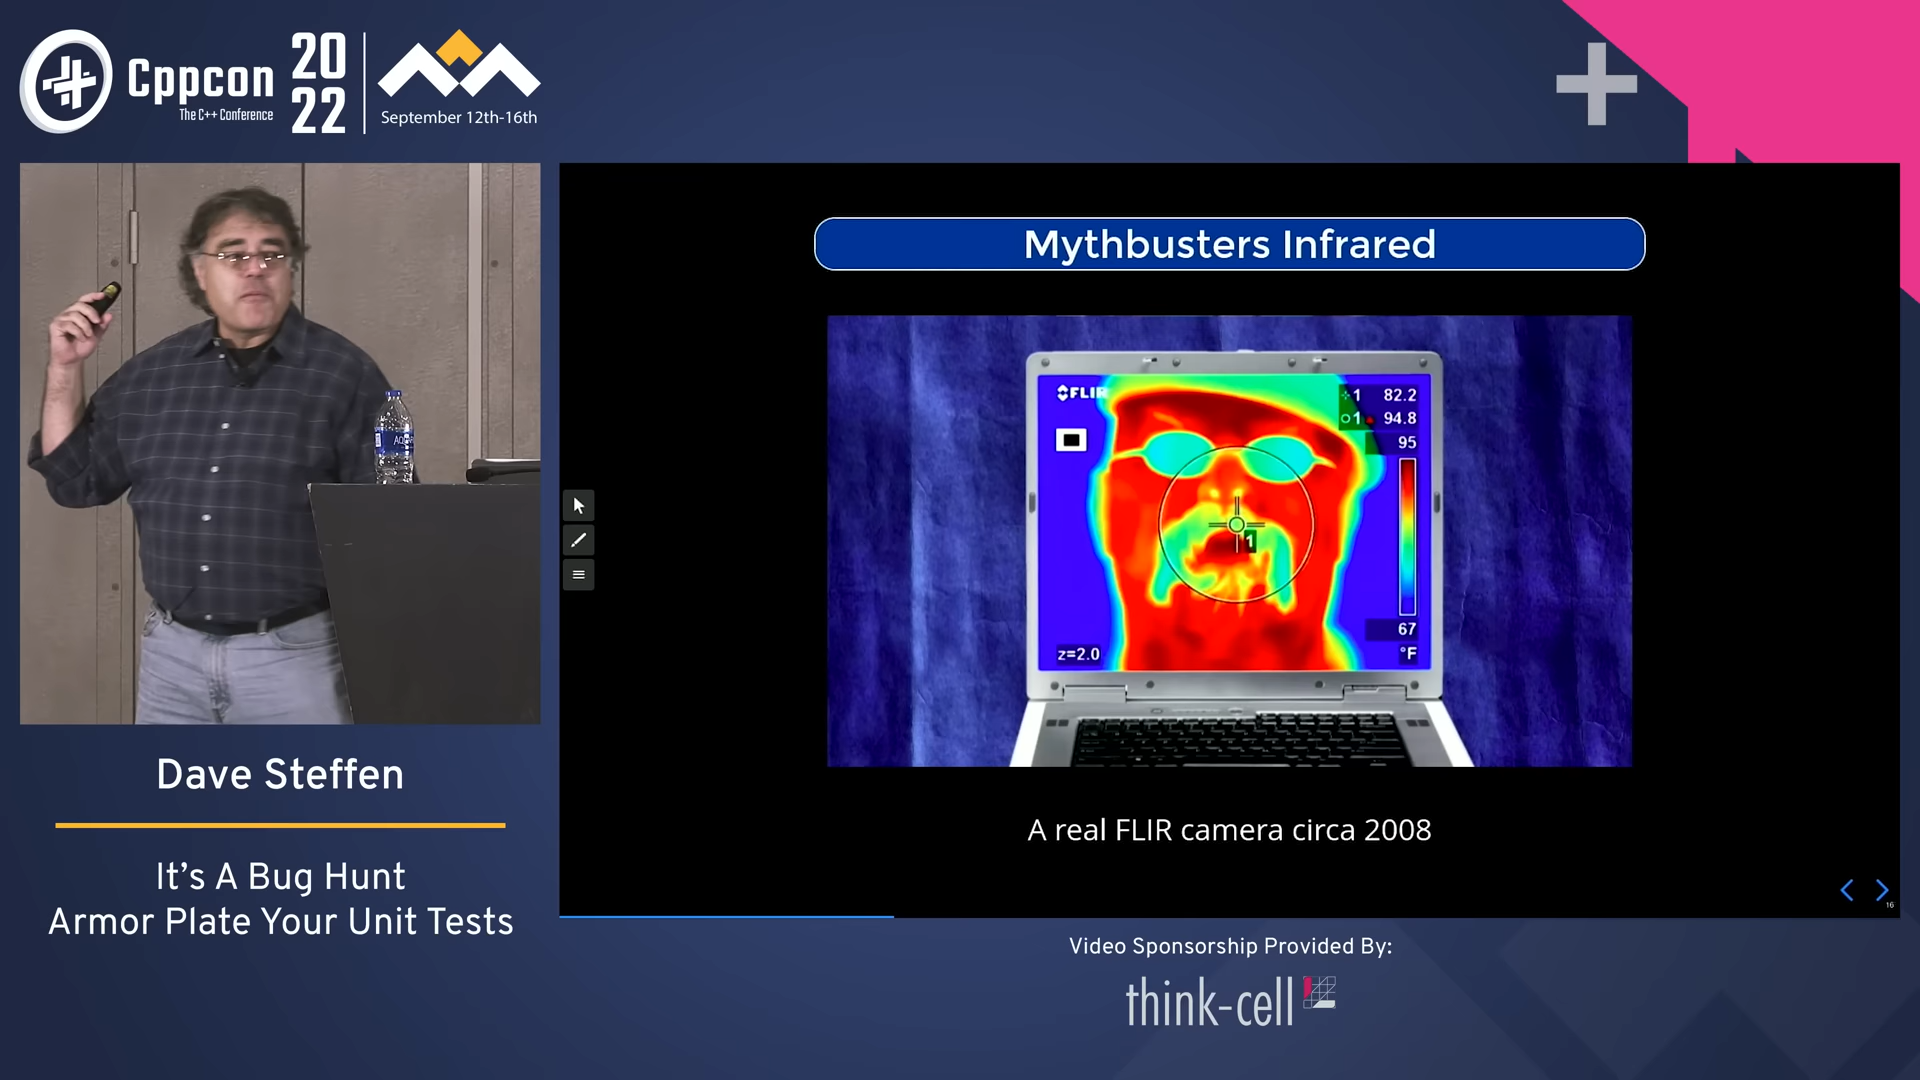 Cppcon
The C++ Conference
20
22
September 12th-16th
Mythbusters Infrared
FLIR
1 82.2
1 94.8
95
1
67
z=2.0
°F
A real FLIR camera circa 2008
16
Dave Steffen
It's A Bug Hunt
Armor Plate Your Unit Tests
Video Sponsorship Provided By:
think-cell